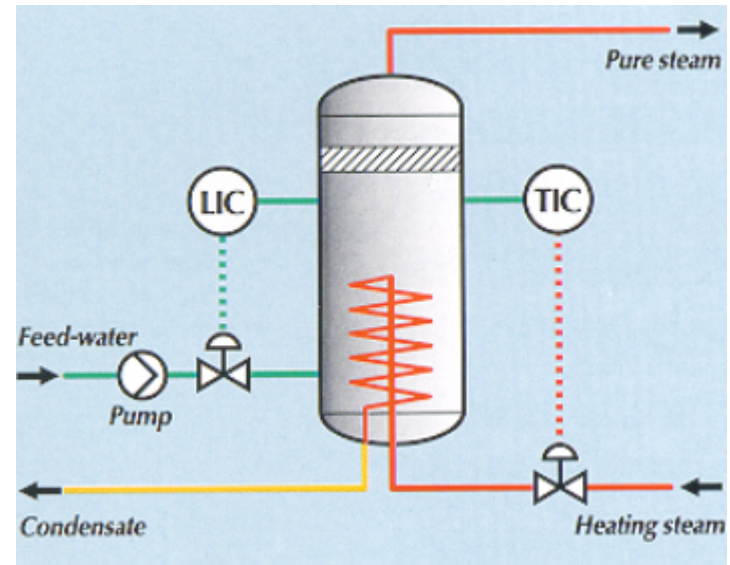 Pure steam
LIC
TIC
Feed-water
Pump
Condensate
Heating steam